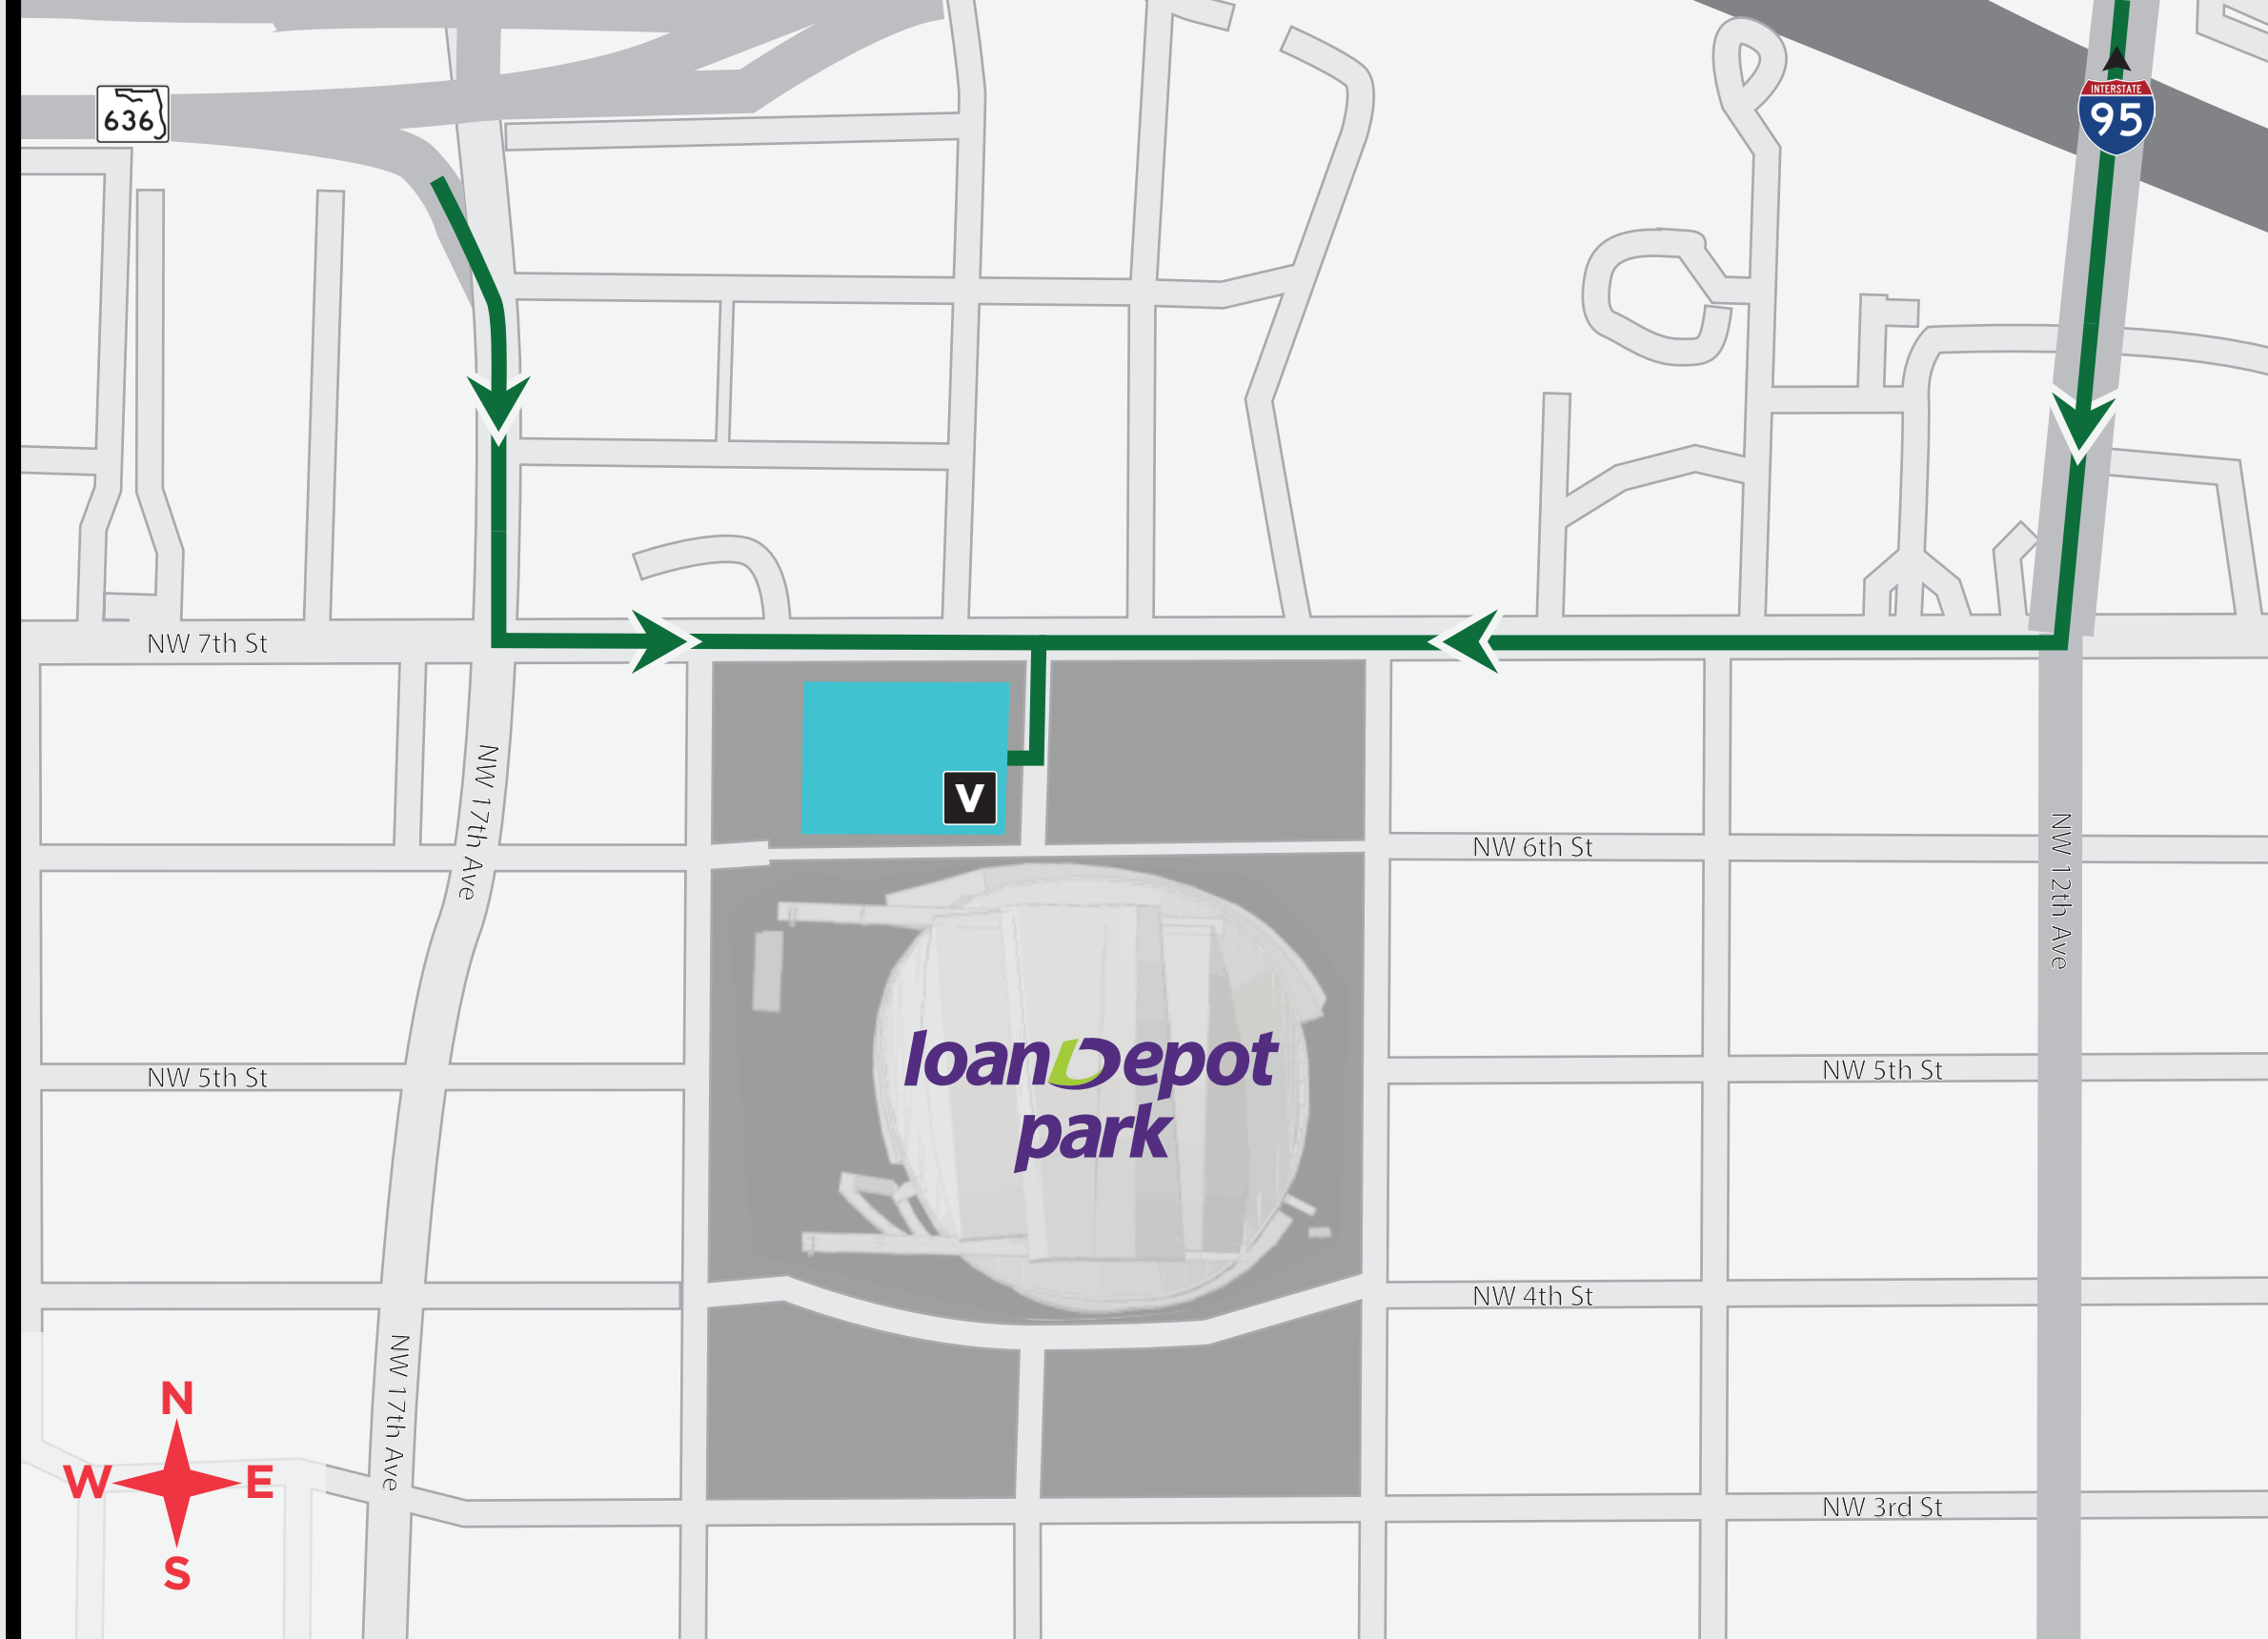 INTERSTATE
95
636
NW 7th St
NW 17th Ave
V
NW 6th St
NW 12th Ave
loanDepot
park
NW 5th St
NW 5th St
NW 4th St
NW 17th Ave
N
W
E
S
NW 3rd St